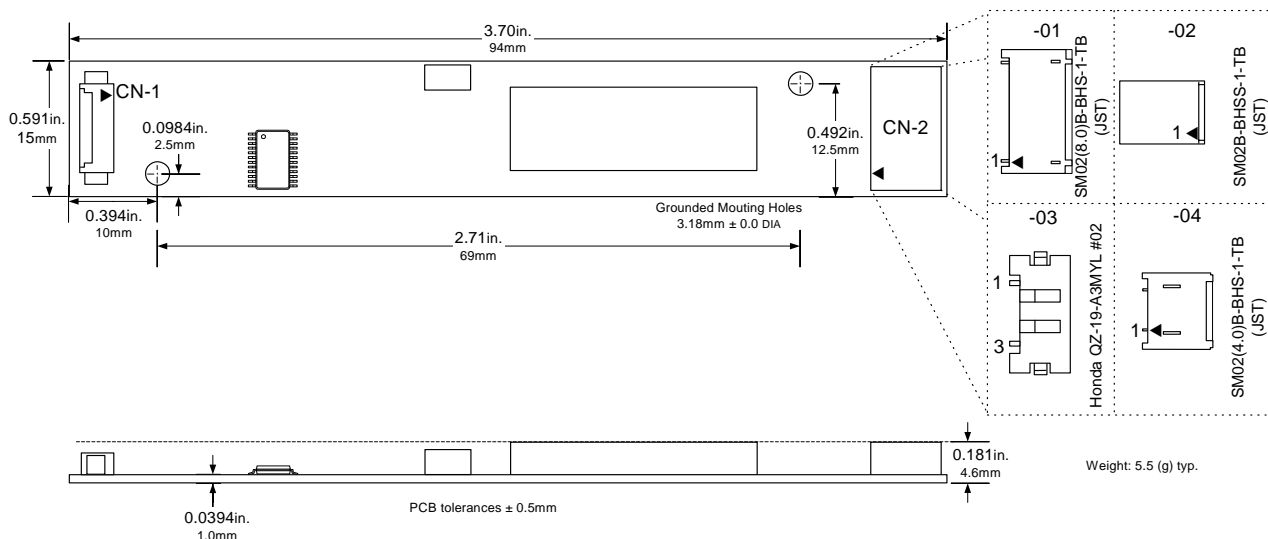 3.70in.
94mm
CN-1
0.591in.
15mm
0.0984in.
2.5mm
0.492in.
12.5mm
CN-2
0.394in.
10mm
Grounded Mouting Holes
3.18mm ± 0.0 DIA
2.71in.
69mm
-01
1
SM02(8.0)B-BHS-1-TB
(JST)
-02
1
SM02B-BHSS-1-TB
(JST)
-03
1
3
Honda QZ-19-A3MYL #02
-04
1
SM02(4.0)B-BHS-1-TB
(JST)
0.181in.
4.6mm
Weight: 5.5 (g) typ.
0.0394in.
1.0mm
PCB tolerances ± 0.5mm